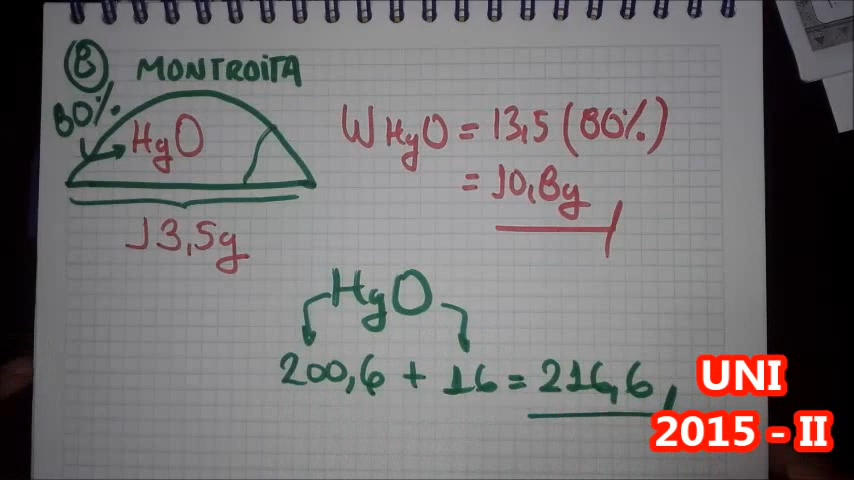 8 MONTROITA
80%
HgO
13,5g
WHgO = 13,5 (80%)
= 10,8g
HgO
200,6 + 16 = 216,6
UNI
2015 - II